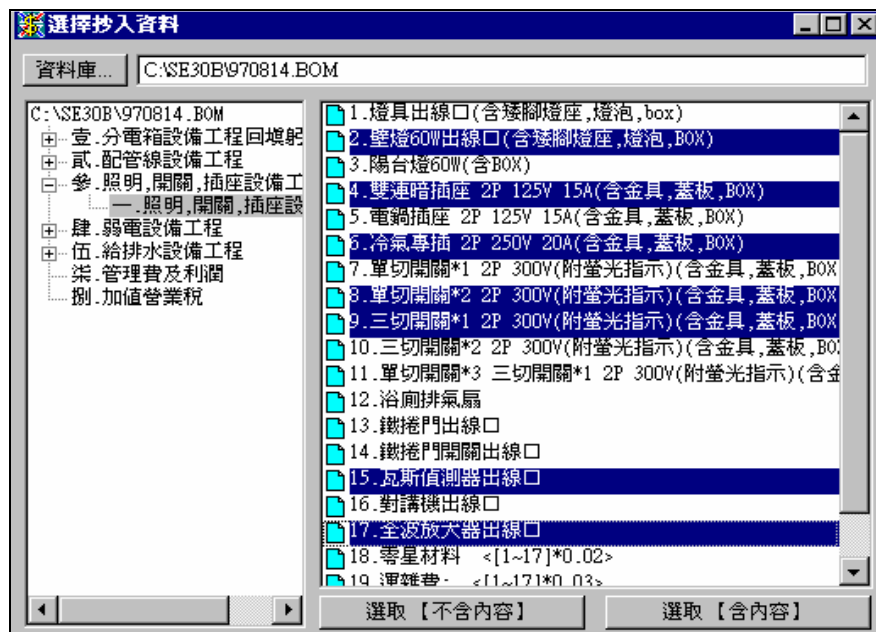 選擇抄入資料
資料庫... C:\SE30B\970814.BOM
C:\SE30B\970814.BOM
壹.分電箱設備工程回塡躬
貳.配管線設備工程
參.照明,開關,插座設備工
一.照明,開關,插座設
肆.弱電設備工程
伍.給排水設備工程
柒.管理費及利潤
捌.加值營業稅
1.燈具出線口(含矮腳燈座,燈泡,box)
2.壁燈60W出線口(含矮腳燈座,燈泡,BOX)
3.陽台燈60W(含BOX)
4.雙連暗插座 2P 125V 15A(含金具,蓋板,BOX)
5.電鍋插座 2P 125V 15A(含金具,蓋板,BOX)
6.冷氣專插 2P 250V 20A(含金具,蓋板,BOX)
7.單切開關*1 2P 300V(附螢光指示)(含金具,蓋板,BOX
8.單切開關*2 2P 300V(附螢光指示)(含金具,蓋板,BOX
9.三切開關*1 2P 300V(附螢光指示)(含金具,蓋板,BOX
10.三切開關*2 2P 300V(附螢光指示)(含金具,蓋板,BO
11.單切開關*3 三切開關*1 2P 300V(附螢光指示)(含金
12.浴廁排氣扇
13.鐵捲門出線口
14.鐵捲門開關出線口
15.瓦斯偵測器出線口
16.對講機出線口
17.全波放大器出線口
18.零星材料 <[1~17]*0.02>
19.運雜費: <[1~17]*0.03>
選取【不含內容】 選取【含內容】